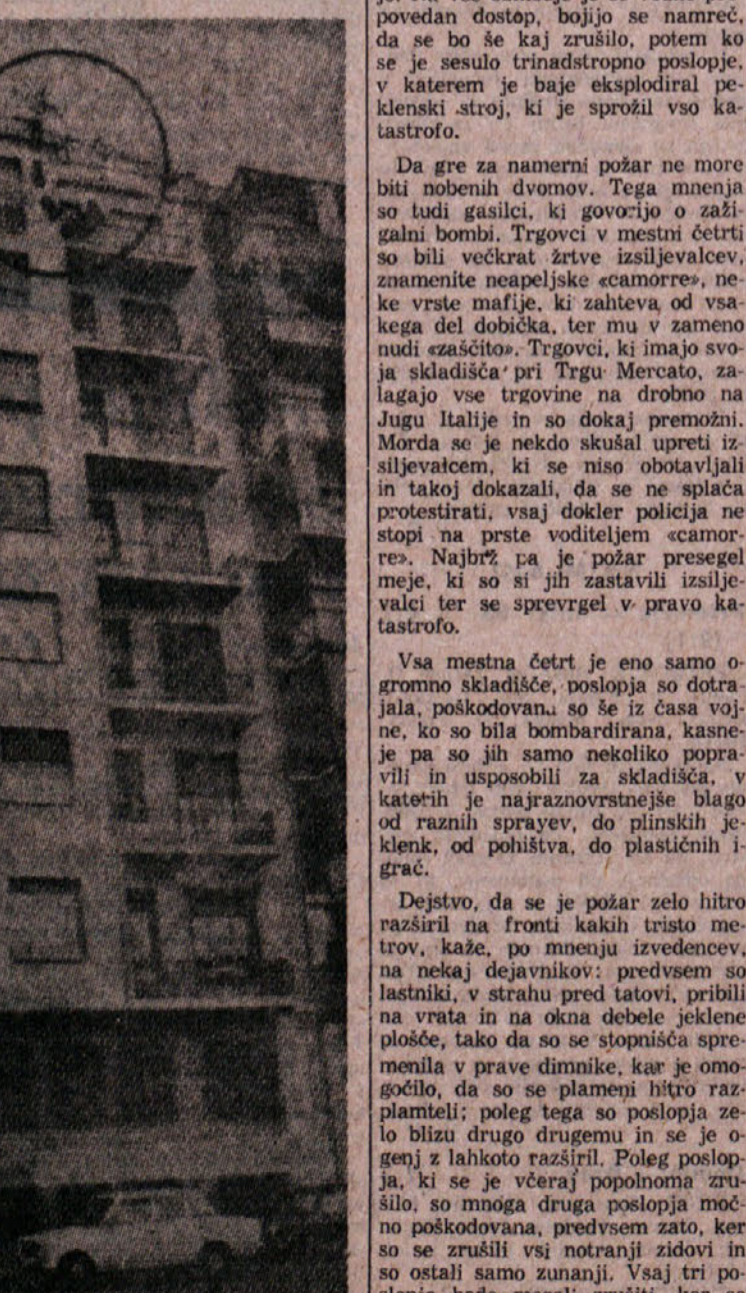 povedan dostop, bojijo se namreč,
da se bo še kaj zrušilo, potem ko
se je sesulo trinadstropno poslopje,
v katerem je baje eksplodiral pe-
klenski stroj, ki je sprožil vso ka-
tastrofo.
Da gre za namerni požar ne more
biti nobenih dvomov. Tega mnenja
so tudi gasilci, ki govorijo o zaži-
galni bombi. Trgovci v mestni četrti
so bili večkrat žrtve izsiljevalcev,
znamenite neapeljske «camorre», ne-
ke vrste mafije, ki zahteva od vsa-
kega del dobička, ter mu v zameno
nudi «zaščito». Trgovci, ki imajo svo-
ja skladišča pri Trgu Mercato, za-
lagajo vse trgovine na drobno na
Jugu Italije in so dokaj premožni.
Morda se je nekdo skušal upreti iz-
siljevalcem, ki se niso obotavljali
in takoj dokazali, da se ne splača
protestirati, vsaj dokler policija ne
stopi na prste voditeljem «camor-
re». Najbrž pa je požar presegel
meje, ki so si jih zastavili izsilje-
valci ter se sprevrgel v pravo ka-
tastrofo.
Vsa mestna četrt je eno samo o-
gromno skladišče, poslopja so dotra-
jala, poškodovana so še iz časa voj-
ne, ko so bila bombardirana, kasne-
je pa so jih samo nekoliko popra-
vili in usposobili za skladišča, v
katerih je najraznovrstnejše blago
od raznih sprayev, do plinskih je-
klenk, od pohištva, do plastičnih i-
grač.
Dejstvo, da se je požar zelo hitro
razširil na fronti kakih tristo me-
trov, kaže, po mnenju izvedencev,
na nekaj dejavnikov: predvsem so
lastniki, v strahu pred tatovi, pribili
na vrata in na okna debele jeklene
plošče, tako da so se stopnišča spre-
menila v prave dimnike, kar je omo-
gočilo, da so se plameni hitro raz-
plamteli; poleg tega so poslopja ze-
lo blizu drugo drugemu in se je o-
genj z lahkoto razširil. Poleg poslop-
ja, ki se je včeraj popolnoma zru-
šilo, so mnoga druga poslopja moč-
no poškodovana, predvsem zato, ker
so se zrušili vsi notranji zidovi in
so ostali samo zunanji. Vsaj tri po-